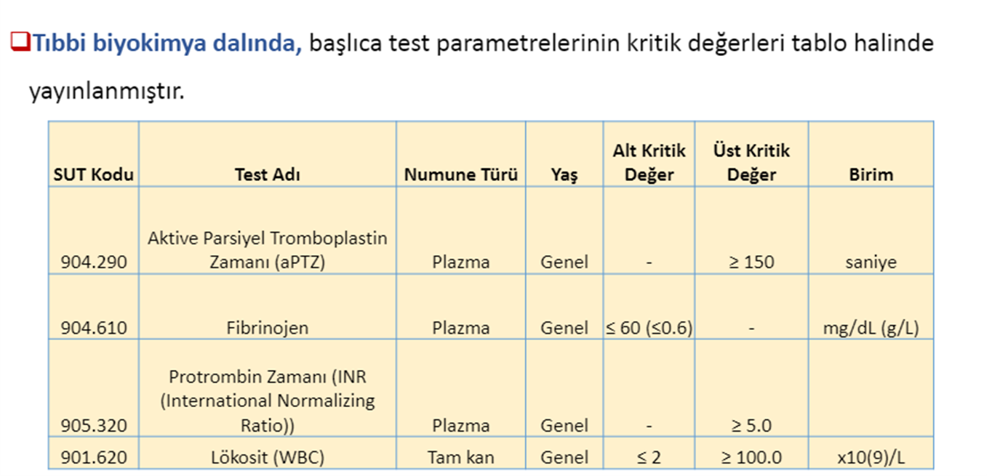 Tıbbi biyokimya dalında, başlıca test parametrelerinin kritik değerleri tablo halinde
yayınlanmıştır.
SUT Kodu Test Adı Numune Türü Yaş Alt Kritik Değer Üst Kritik Değer Birim
904.290 Aktive Parsiyel Tromboplastin Zamanı (aPTZ) Plazma Genel - ≥ 150 saniye
904.610 Fibrinojen Plazma Genel ≤ 60 (≤0.6) - mg/dL (g/L)
905.320 Protrombin Zamanı (INR (International Normalizing Ratio)) Plazma Genel - ≥ 5.0
901.620 Lökosit (WBC) Tam kan Genel ≤ 2 ≥ 100.0 x10(9)/L